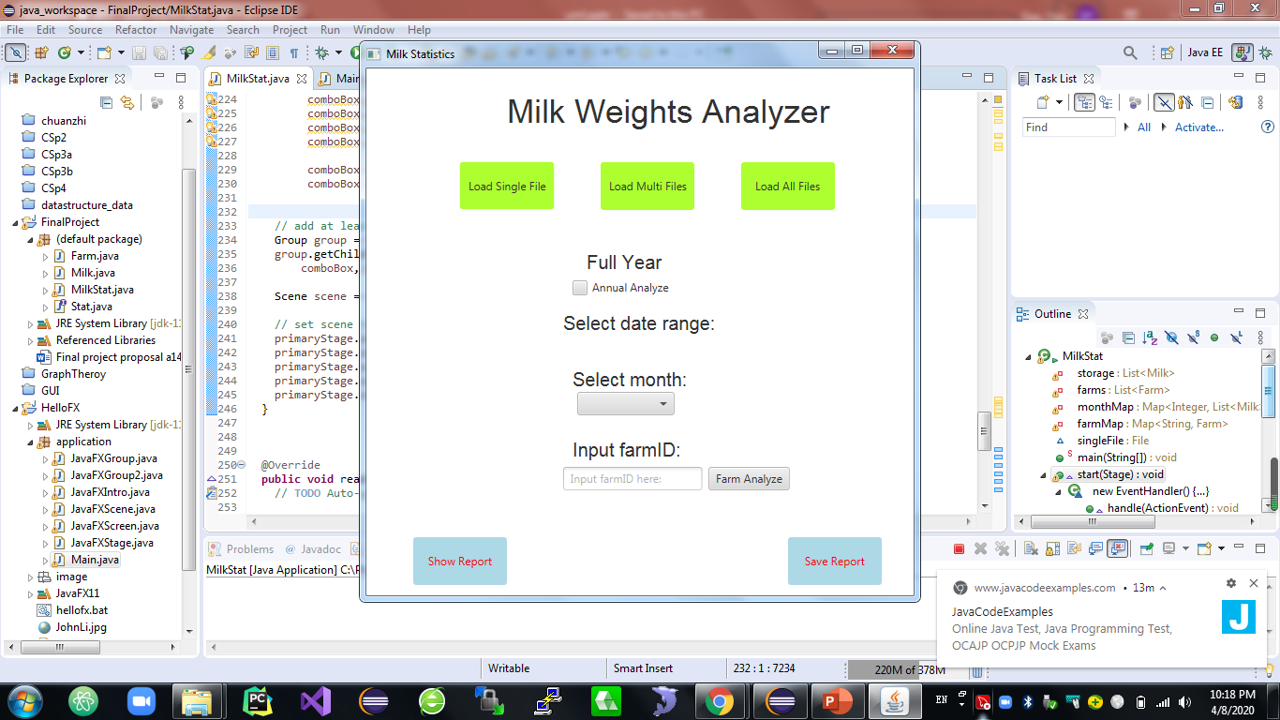 java_workspace - FinalProject/MilkStat.java - Eclipse IDE
File Edit Source Refactor Navigate Search Project Run Window Help
Java EE
Package Explorer
chuanzhi
CSp2
CSp3a
CSp3b
CSp4
datastructure_data
FinalProject
(default package)
Farm.java
Milk.java
MilkStat.java
Stat.java
JRE System Library [jdk-1
Referenced Libraries
Final project proposal a14
GraphTheroy
GUI
HelloFX
JRE System Library [jdk-1
application
JavaFXGroup.java
JavaFXGroup2.java
JavaFXIntro.java
JavaFXScene.java
JavaFXScreen.java
JavaFXStage.java
Main.java
image
JavaFX11
hellofx.bat
JohnLi.jpg
MilkStat.java Main
224 comboBox
225 comboBox
226 comboBox
227 comboBox
228
229 comboBox
230 comboBox
231
232
233 // add at lea
234 Group group =
235 group.getChil
236 comboBox,
237
238 Scene scene =
239
240 // set scene
241 primaryStage.
242 primaryStage.
243 primaryStage.
244 primaryStage.
245 primaryStage.
246 }
247
248
249
250 @Override
251 public void rea
252 // TODO Auto-
253
Problems @ Javadoc
MilkStat [Java Application] C:\P
Milk Statistics
Milk Weights Analyzer
Load Single File Load Multi Files Load All Files
Full Year
Annual Analyze
Select date range:
Select month:
Input farmID:
Input farmID here: Farm Analyze
Show Report Save Report
Task List
Find All Activate...
Outline
MilkStat
storage : List<Milk>
farms : List<Farm>
monthMap : Map<Integer, List<Milk
farmMap : Map<String, Farm>
singleFile : File
main(String[]) : void
start(Stage) : void
new EventHandler() {...}
handle(ActionEvent) : void
www.javacodeexamples.com • 13m
JavaCodeExamples
Online Java Test, Java Programming Test,
OCAJP OCPJP Mock Exams
J
Writable Smart Insert 232 : 1 : 7234 220M of 378M
EN 10:18 PM
4/8/2020